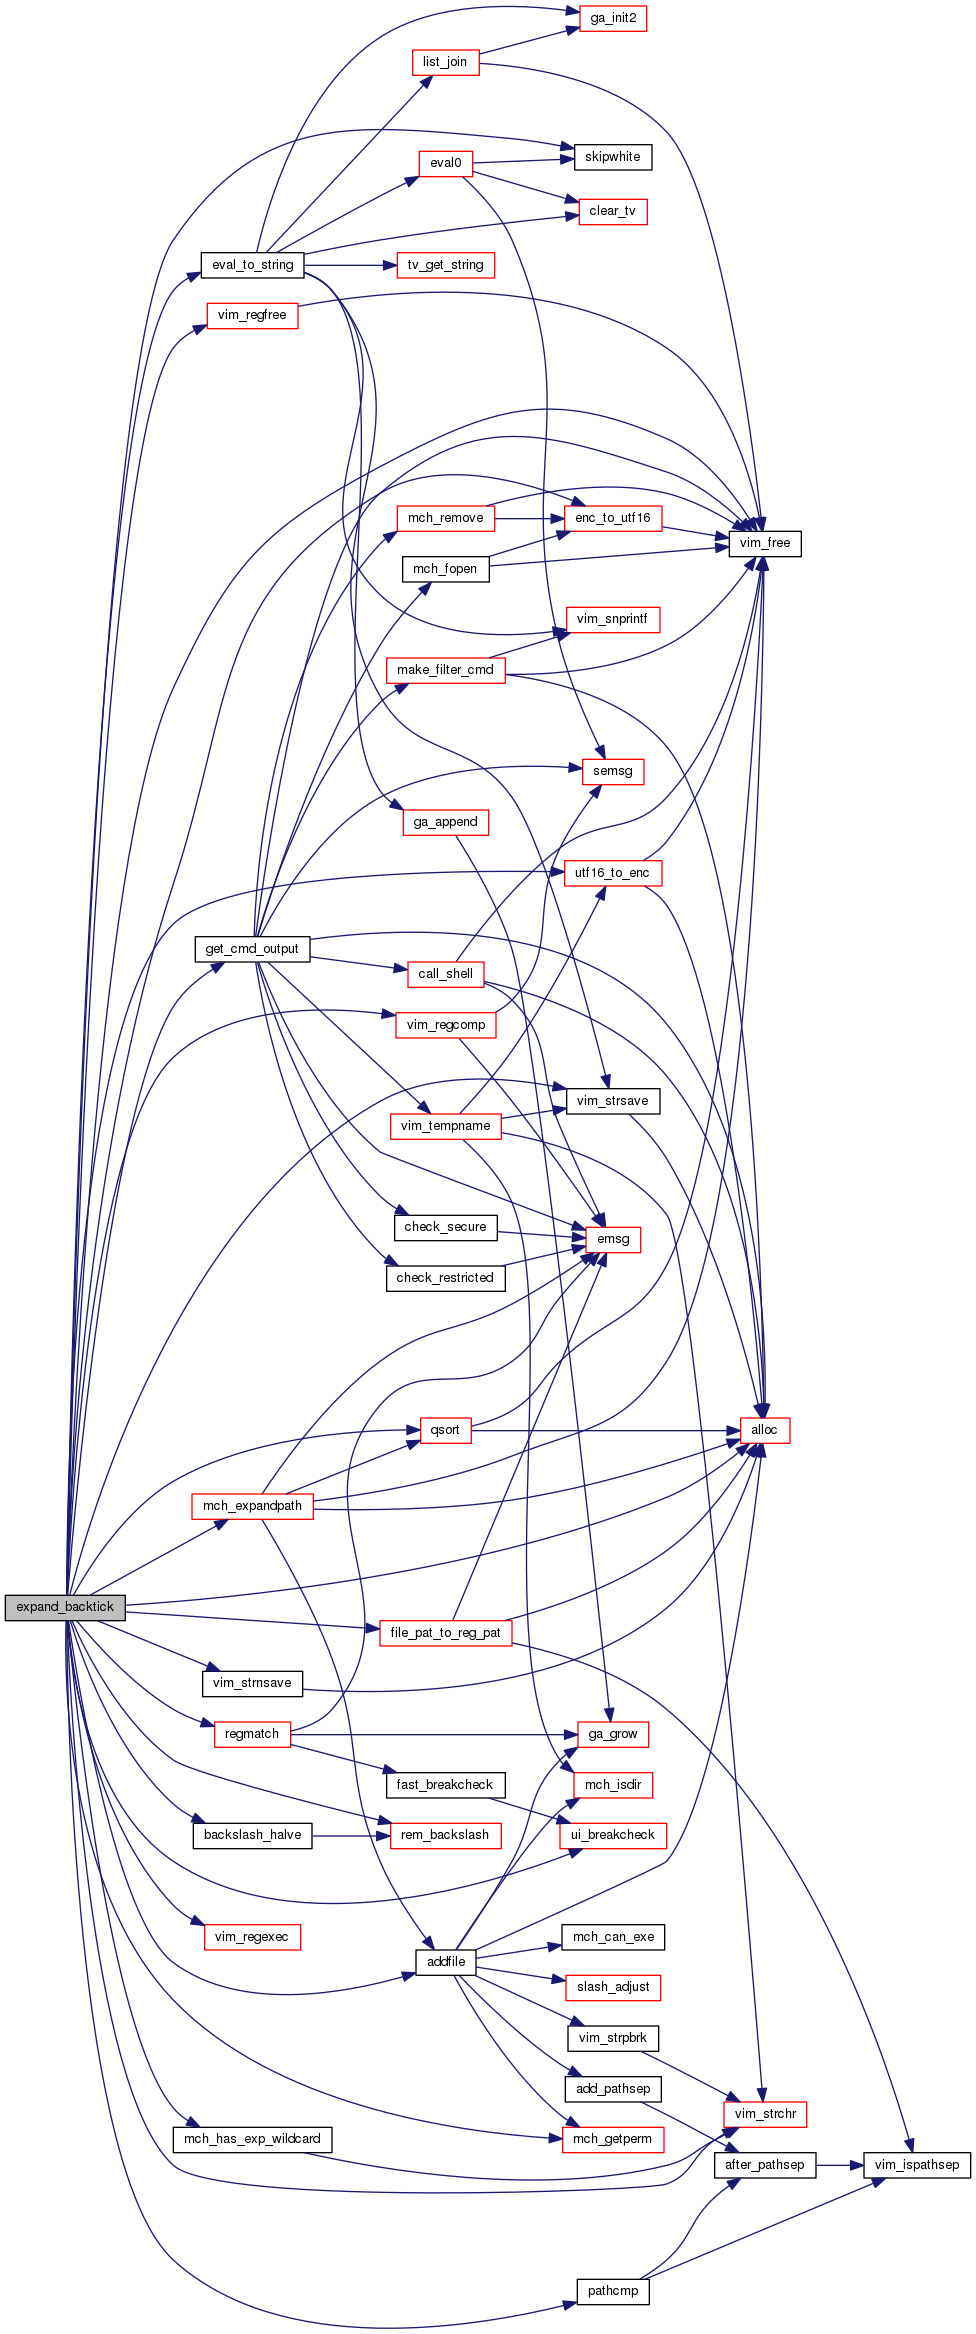 ga_init2
list_join
skipwhite
eval0
clear_tv
eval_to_string
tv_get_string
vim_regfree
enc_to_utf16
mch_remove
vim_free
mch_fopen
vim_snprintf
make_filter_cmd
semsg
ga_append
utf16_to_enc
get_cmd_output
call_shell
vim_regcomp
vim_strsave
vim_tempname
check_secure
emsg
check_restricted
qsort
alloc
mch_expandpath
expand_backtick
file_pat_to_reg_pat
vim_strnsave
regmatch
ga_grow
fast_breakcheck
mch_isdir
backslash_halve
rem_backslash
ui_breakcheck
vim_regexec
mch_can_exe
addfile
slash_adjust
vim_strpbrk
add_pathsep
vim_strchr
mch_has_exp_wildcard
mch_getperm
after_pathsep
vim_ispathsep
pathcmp